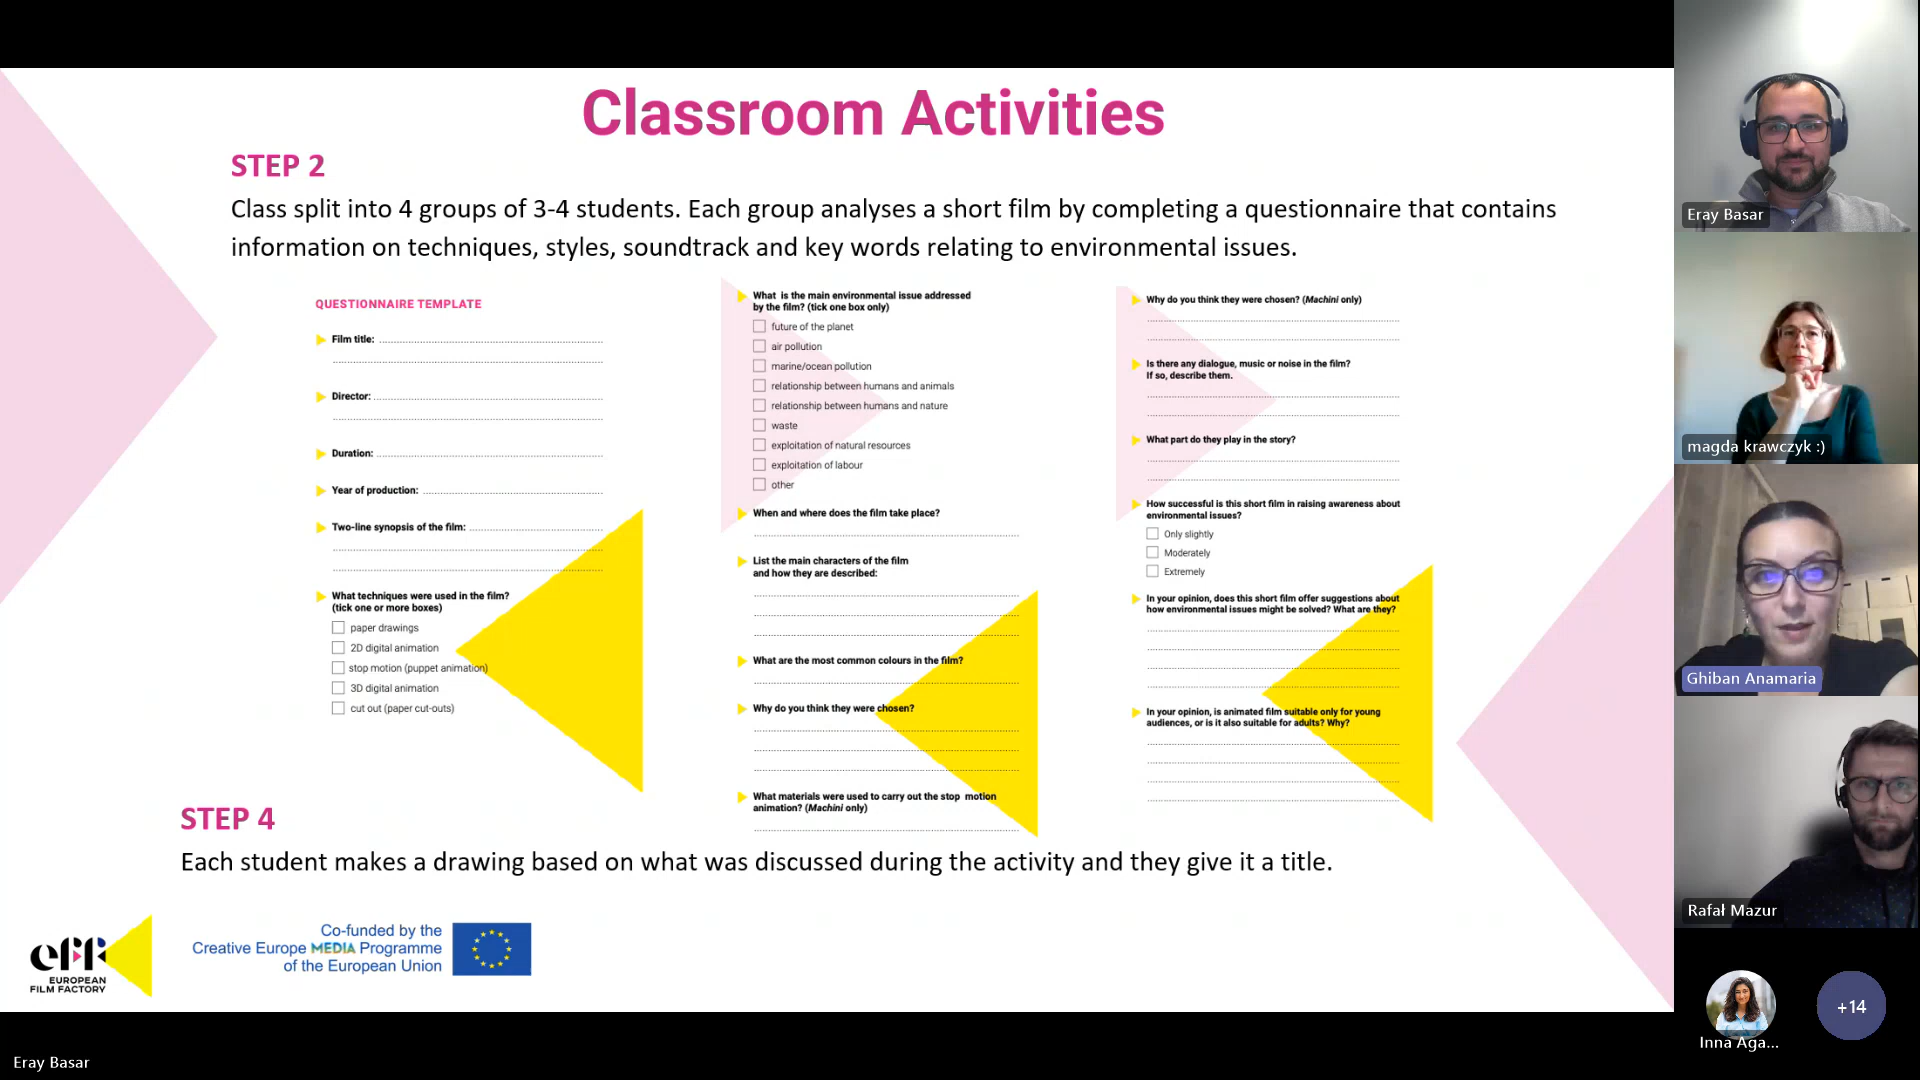 Classroom Activities
STEP 2
Class split into 4 groups of 3-4 students. Each group analyses a short film by completing a questionnaire that contains
information on techniques, styles, soundtrack and key words relating to environmental issues.
QUESTIONNAIRE TEMPLATE
Film title:
Director:
Duration:
Year of production:
Two-line synopsis of the film:
What techniques were used in the film?
(tick one or more boxes)
paper drawings
2D digital animation
stop motion (puppet animation)
3D digital animation
cut out (paper cut-outs)
What is the main environmental issue addressed
by the film? (tick one box only)
future of the planet
air pollution
marine/ocean pollution
relationship between humans and animals
relationship between humans and nature
waste
exploitation of natural resources
exploitation of labour
other
When and where does the film take place?
List the main characters of the film
and how they are described:
What are the most common colours in the film?
Why do you think they were chosen?
What materials were used to carry out the stop motion
animation? (Machini only)
Why do you think they were chosen? (Machini only)
Is there any dialogue, music or noise in the film?
If so, describe them.
What part do they play in the story?
How successful is this short film in raising awareness about
environmental issues?
Only slightly
Moderately
Extremely
In your opinion, does this short film offer suggestions about
how environmental issues might be solved? What are they?
In your opinion, is animated film suitable only for young
audiences, or is it also suitable for adults? Why?
STEP 4
Each student makes a drawing based on what was discussed during the activity and they give it a title.
eff
EUROPEAN
FILM FACTORY
Co-funded by the
Creative Europe MEDIA Programme
of the European Union
Eray Basar
Eray Basar
magda krawczyk :)
Ghiban Anamaria
Rafał Mazur
Inna Aga...
+14